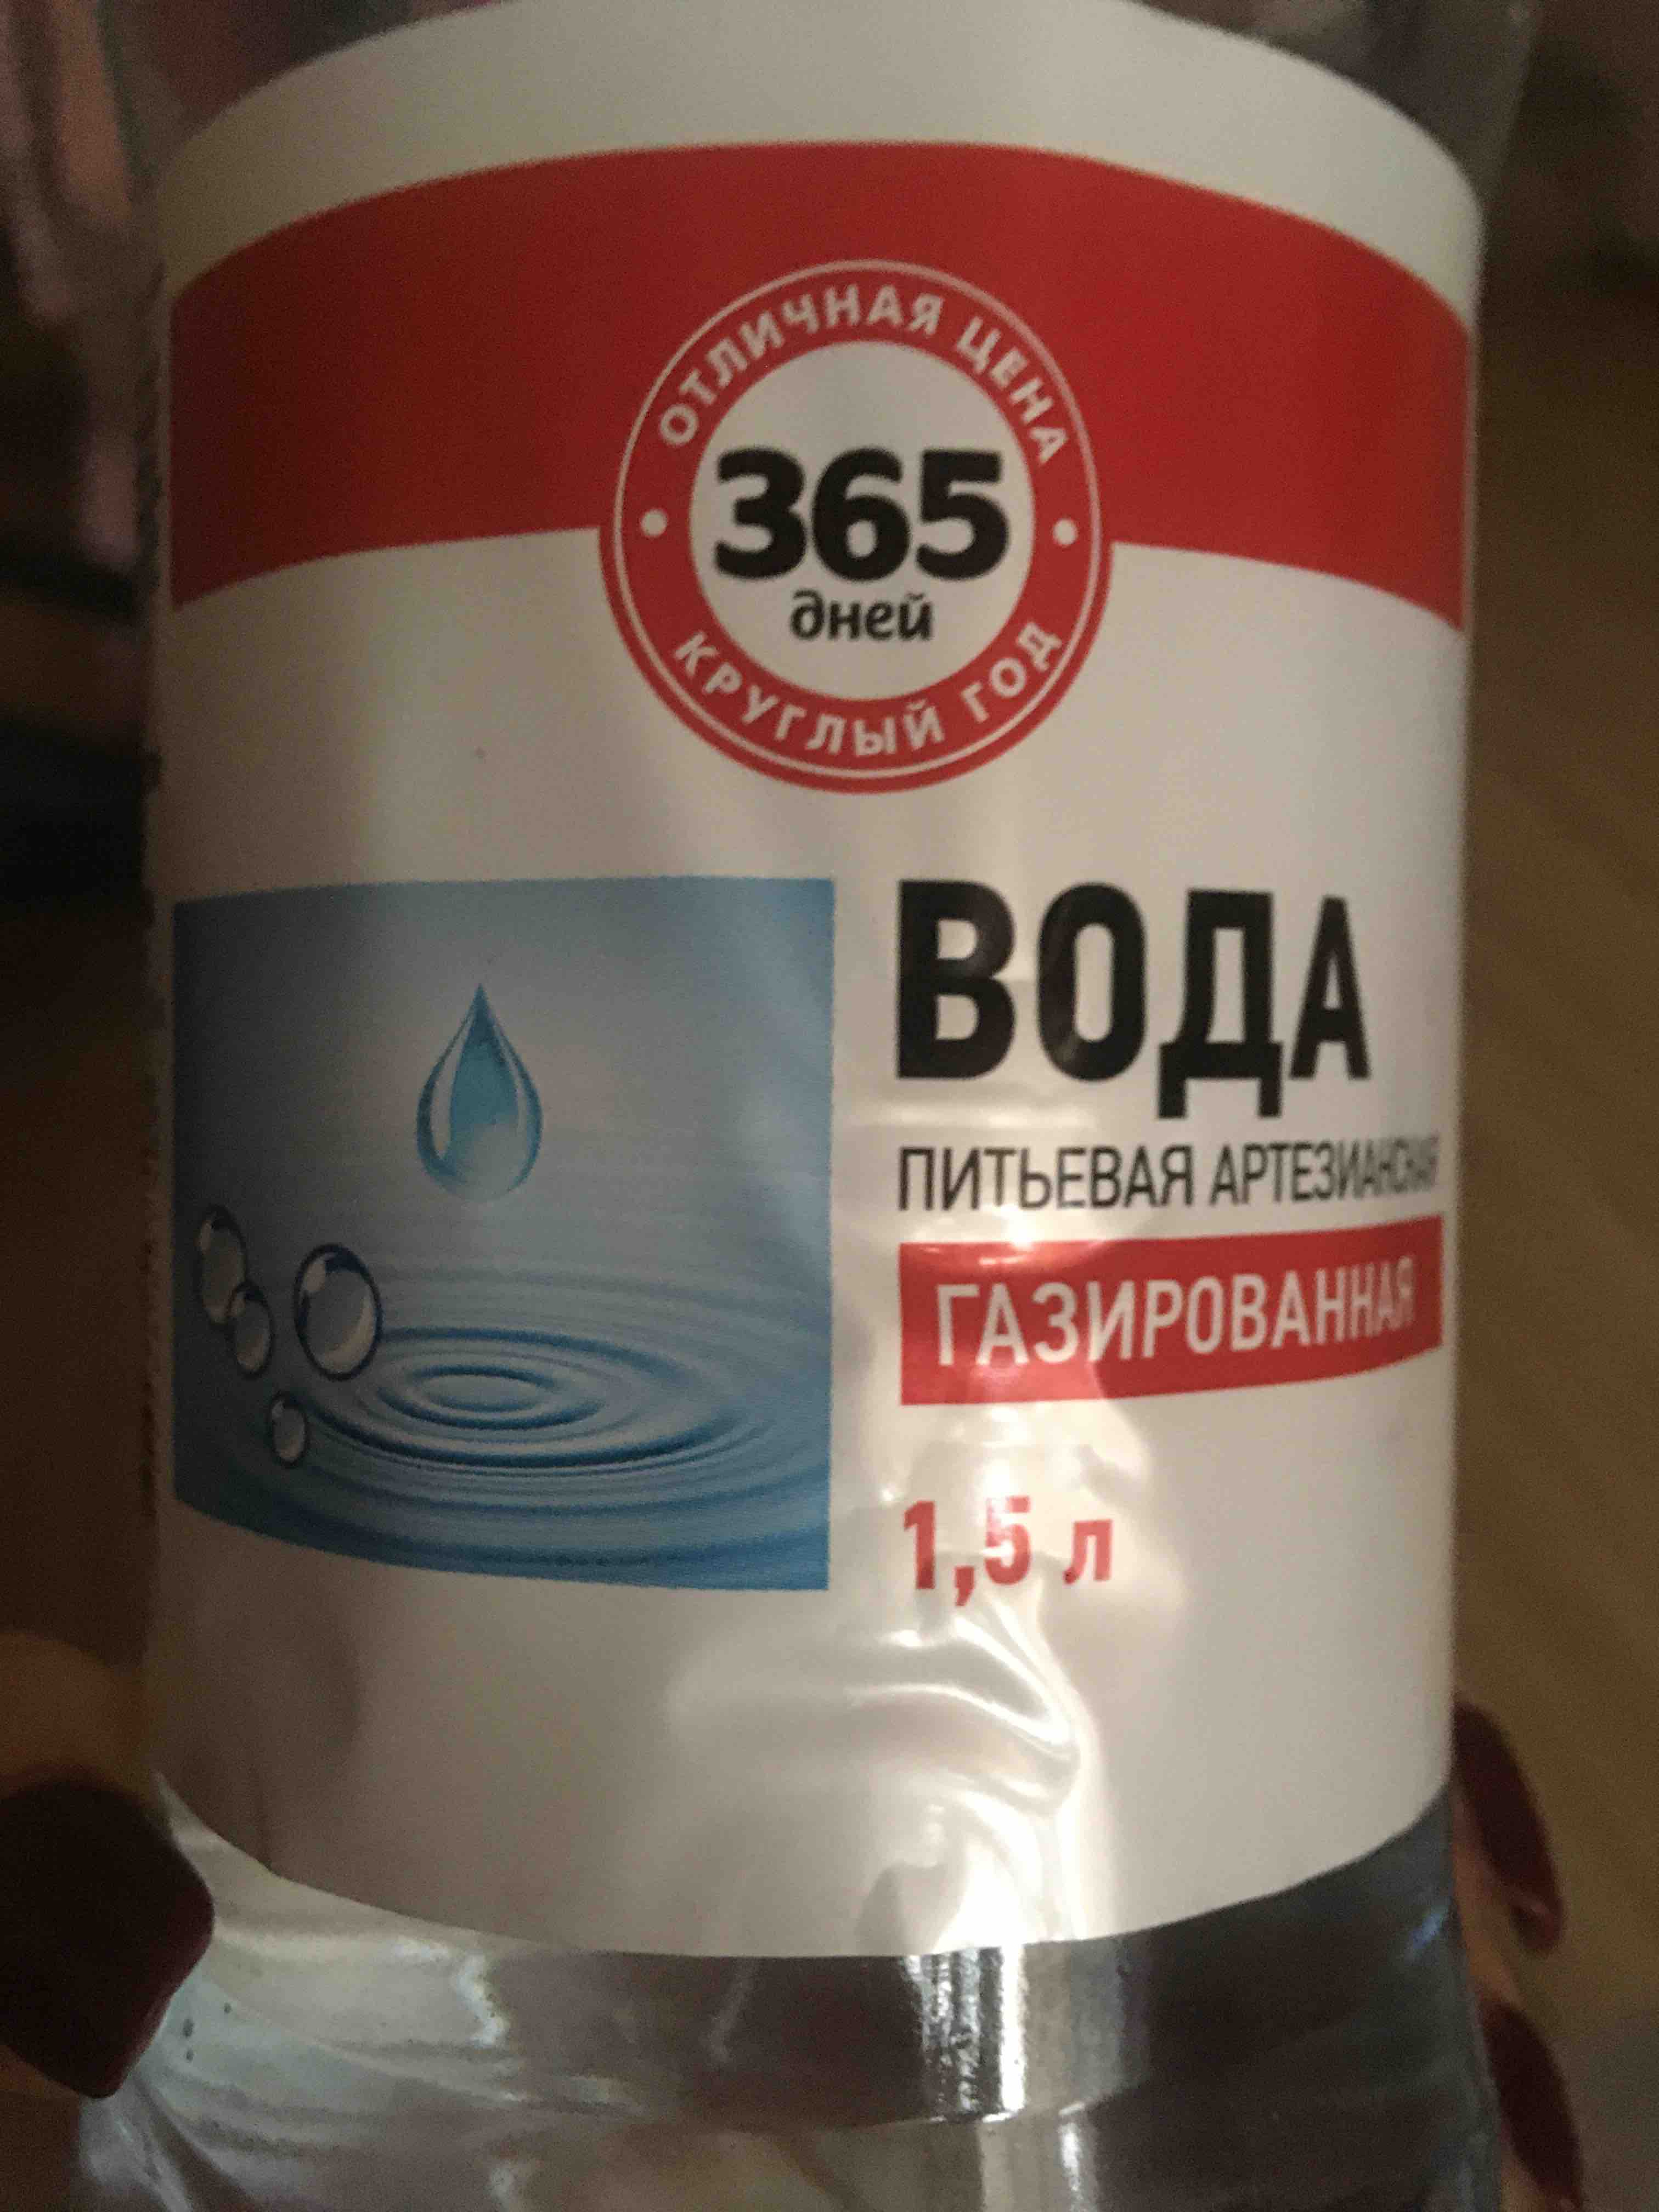 ОТЛИЧНАЯ ЦЕНА
365
дней
КРУГЛЫЙ ГОД
ВОДА
ПИТЬЕВАЯ АРТЕЗИАНСКАЯ
ГАЗИРОВАННАЯ
1,5 л